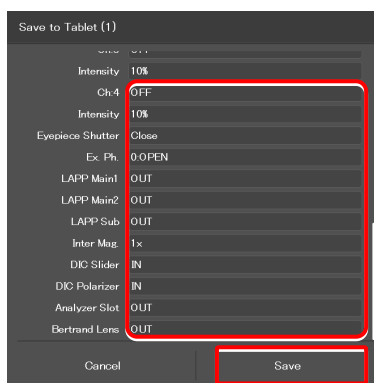 Save to Tablet (1)
Intensity 10%
Ch:4 OFF
Intensity 10%
Eyepiece Shutter Close
Ex. Ph. 0:OPEN
LAPP Main1 OUT
LAPP Main2 OUT
LAPP Sub OUT
Inter Mag. 1×
DIC Slider IN
DIC Polarizer IN
Analyzer Slot OUT
Bertrand Lens OUT
Cancel Save